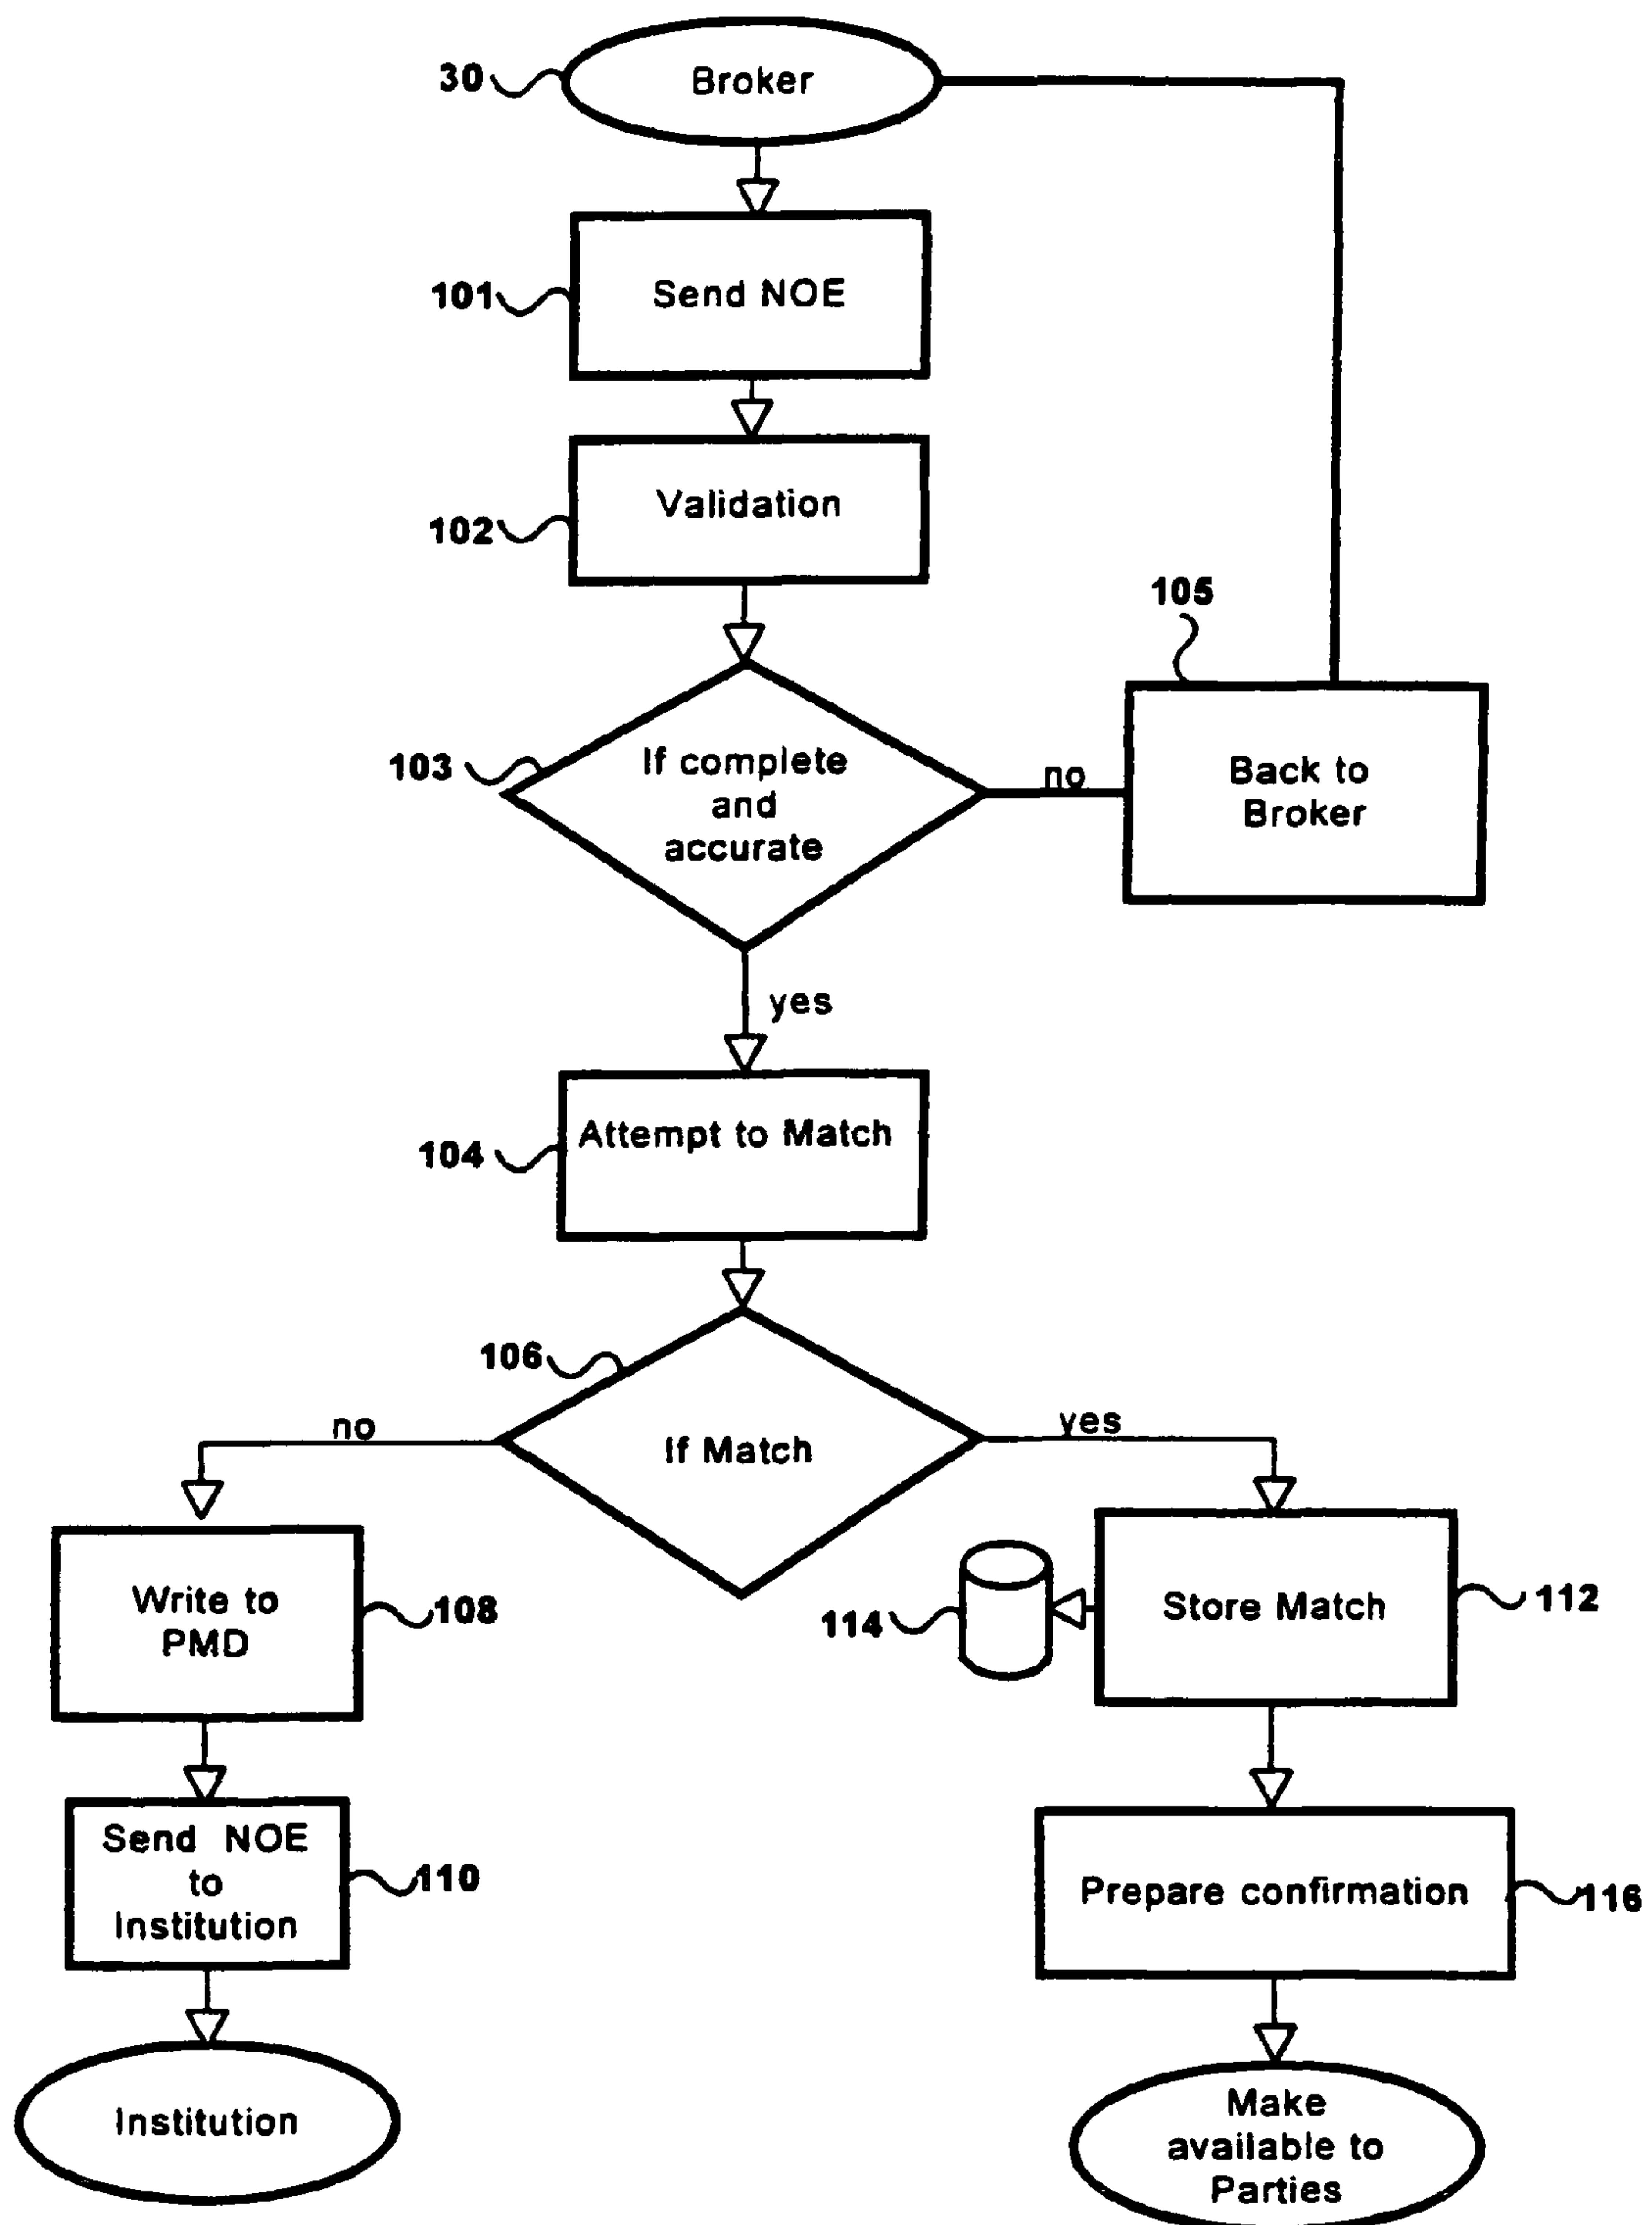 30
Broker
101
Send NOE
102
Validation
105
103
If complete
and
accurate
no
Back to
Broker
yes
104
Attempt to Match
106
no
If Match
yes
Write to
PMD
108
114
Store Match
112
Send NOE
to
Institution
110
Prepare confirmation
116
Institution
Make
available to
Parties